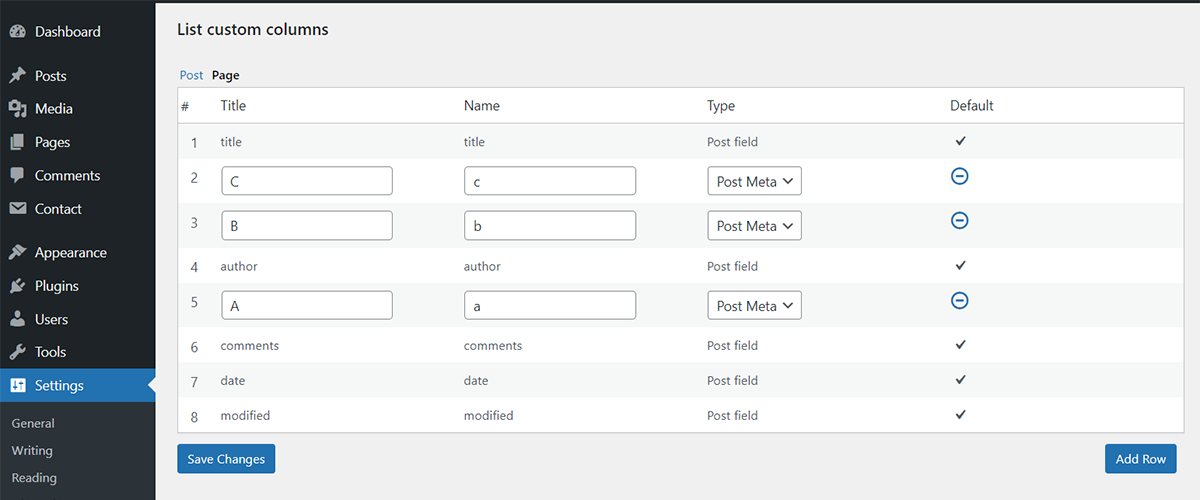 Dashboard
Posts
Media
Pages
Comments
Contact
Appearance
Plugins
Users
Tools
Settings
General
Writing
Reading
List custom columns
Post Page
# Title Name Type Default
1 title title Post field
2 C c Post Meta
3 B b Post Meta
4 author author Post field
5 A a Post Meta
6 comments comments Post field
7 date date Post field
8 modified modified Post field
Save Changes Add Row